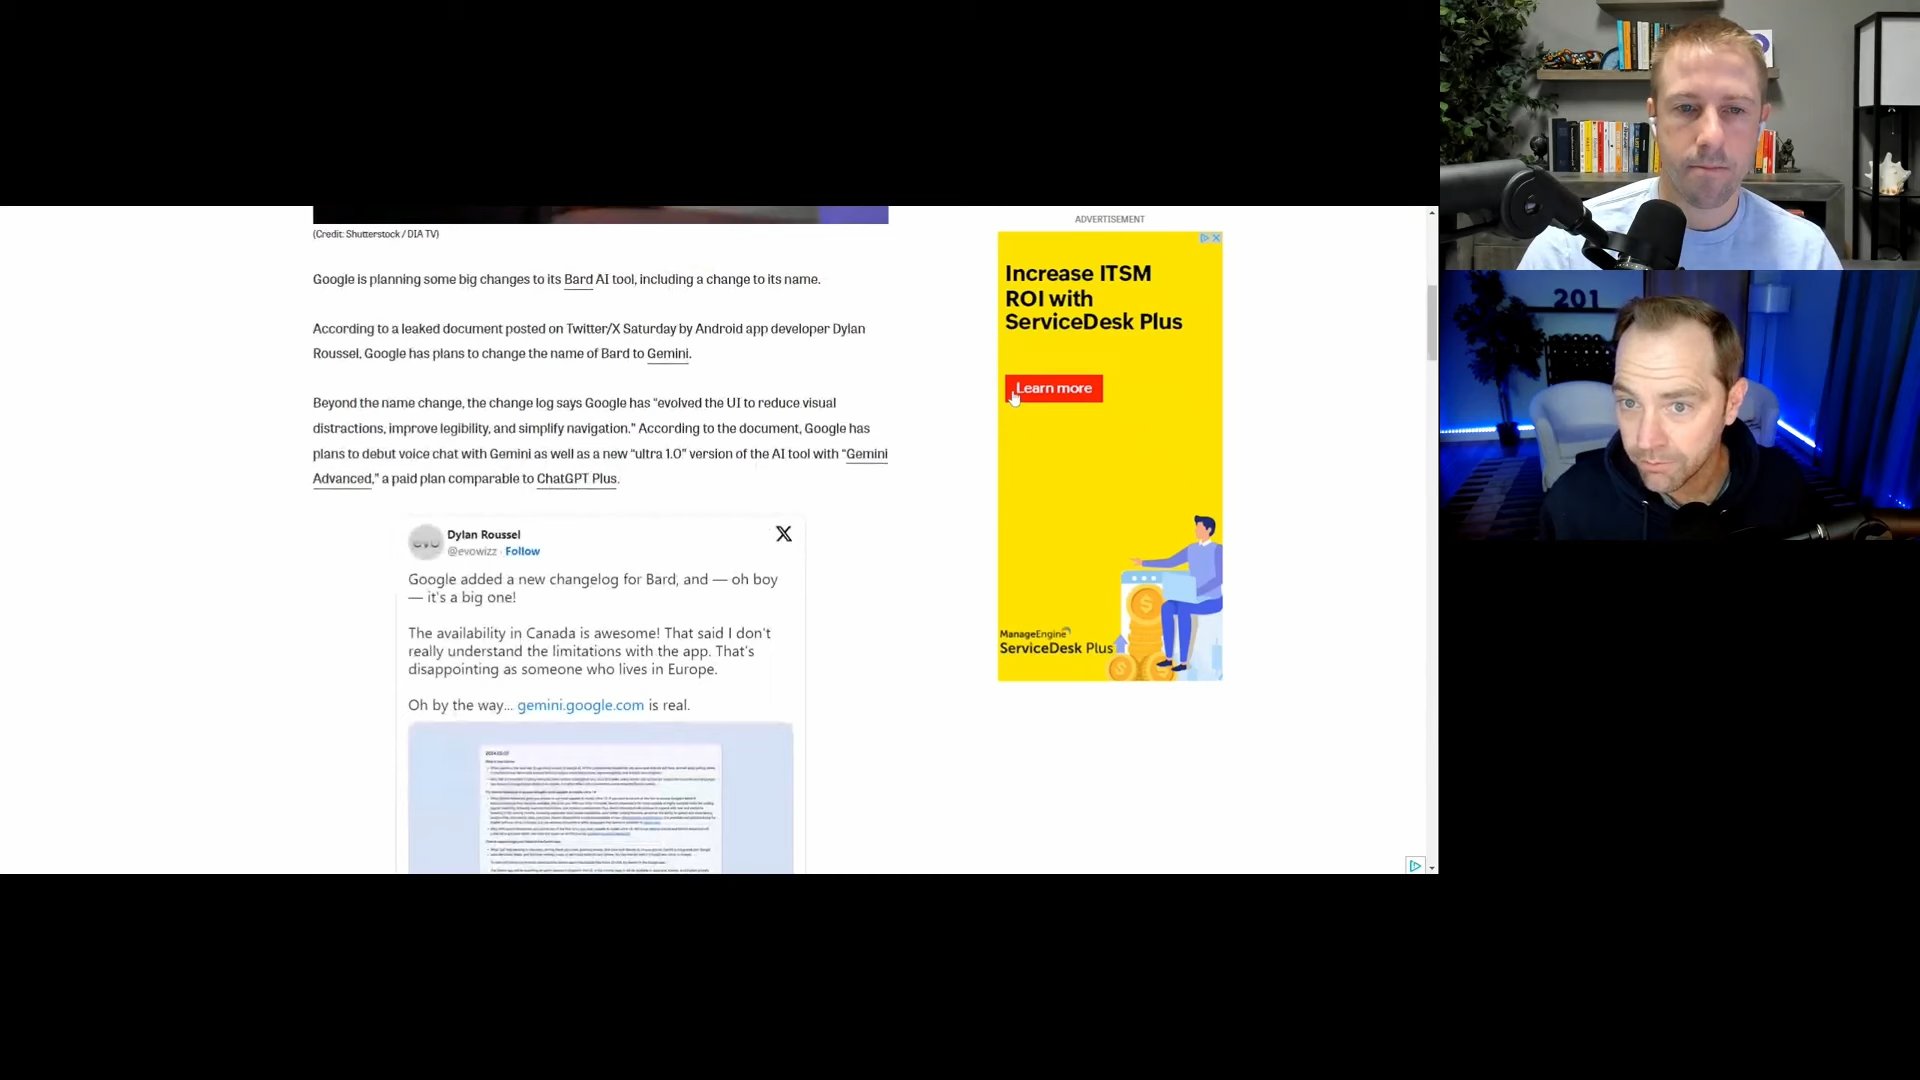 201
(Credit: Shutterstock / DIA TV)
Google is planning some big changes to its Bard AI tool, including a change to its name.
According to a leaked document posted on Twitter/X Saturday by Android app developer Dylan
Roussel, Google has plans to change the name of Bard to Gemini.
Beyond the name change, the change log says Google has “evolved the UI to reduce visual
distractions, improve legibility, and simplify navigation.” According to the document, Google has
plans to debut voice chat with Gemini as well as a new “ultra 1.0” version of the AI tool with “Gemini
Advanced,” a paid plan comparable to ChatGPT Plus.
Dylan Roussel
@evowizz · Follow
Google added a new changelog for Bard, and — oh boy
— it's a big one!
The availability in Canada is awesome! That said I don't
really understand the limitations with the app. That's
disappointing as someone who lives in Europe.
Oh by the way... gemini.google.com is real.
ADVERTISEMENT
Increase ITSM
ROI with
ServiceDesk Plus
Learn more
ManageEngine
ServiceDesk Plus